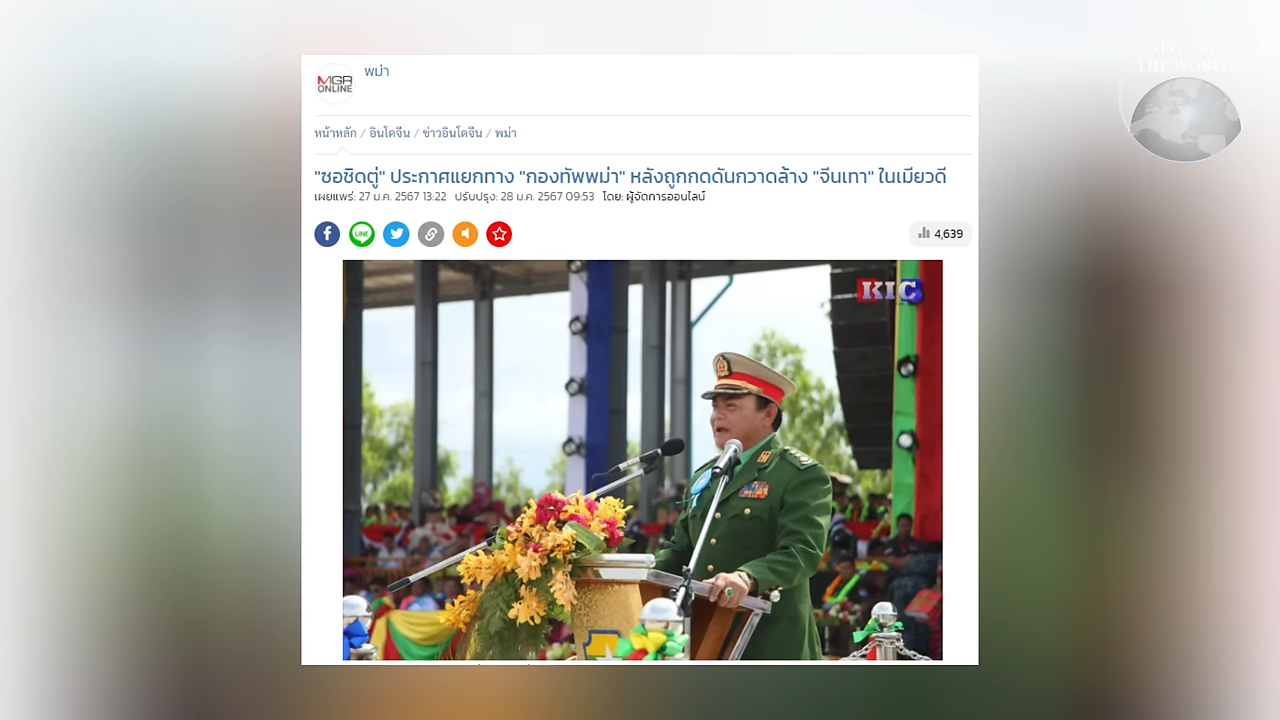 AROUND
THE WORLD
MGR
ONLINE
พม่า
หน้าหลัก / อินโดจีน / ข่าวอินโดจีน / พม่า
"ซอชิดตู่" ประกาศแยกทาง "กองทัพพม่า" หลังถูกกดดันกวาดล้าง "จีนเทา" ในเมียวดี
เผยแพร่: 27 ม.ค. 2567 13:22 ปรับปรุง: 28 ม.ค. 2567 09:53 โดย: ผู้จัดการออนไลน์
LINE
4,639
KIC